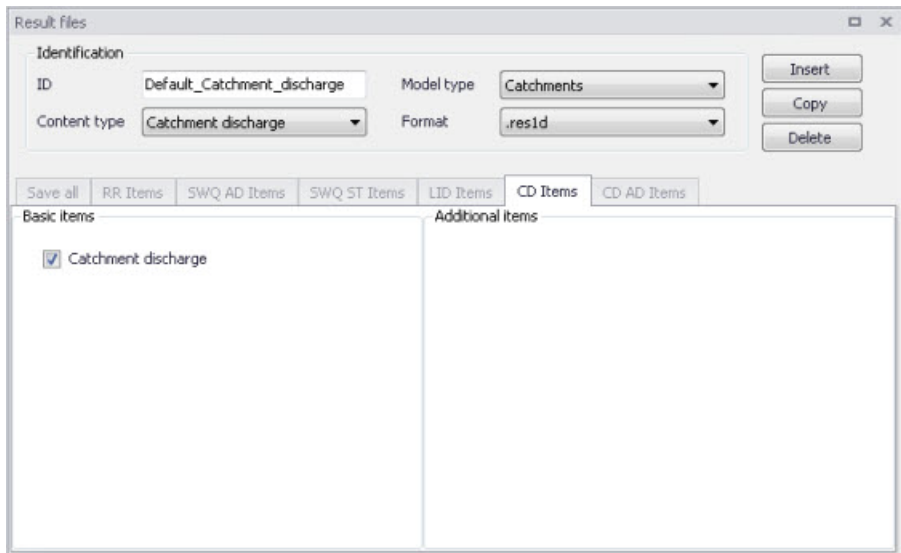 Result files
Identification
ID Default_Catchment_discharge Model type Catchments
Content type Catchment discharge Format .res1d
Insert
Copy
Delete
Save all RR Items SWQ AD Items SWQ ST Items LID Items CD Items CD AD Items
Basic items
Catchment discharge
Additional items